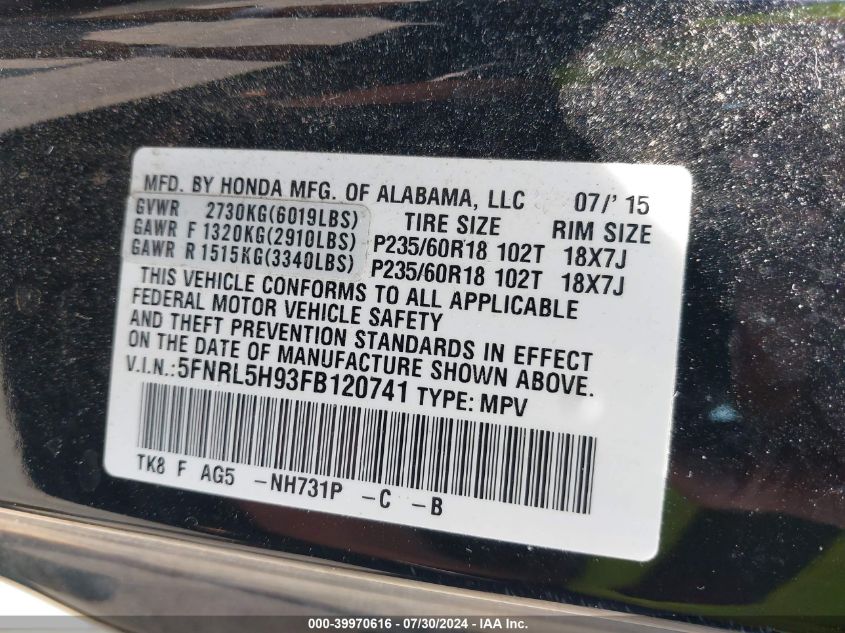 MFD. BY HONDA MFG. OF ALABAMA, LLC 07/' 15
GVWR 2730KG(6019LBS) TIRE SIZE RIM SIZE
GAWR F 1320KG(2910LBS) P235/60R18 102T 18X7J
GAWR R 1515KG(3340LBS) P235/60R18 102T 18X7J
THIS VEHICLE CONFORMS TO ALL APPLICABLE
FEDERAL MOTOR VEHICLE SAFETY
AND THEFT PREVENTION STANDARDS IN EFFECT
ON THE DATE OF MANUFACTURE SHOWN ABOVE.
V.I.N.:5FNRL5H93FB120741 TYPE: MPV
TK8 F AG5 -NH731P -C -B
000-39970616 - 07/30/2024 - IAA Inc.